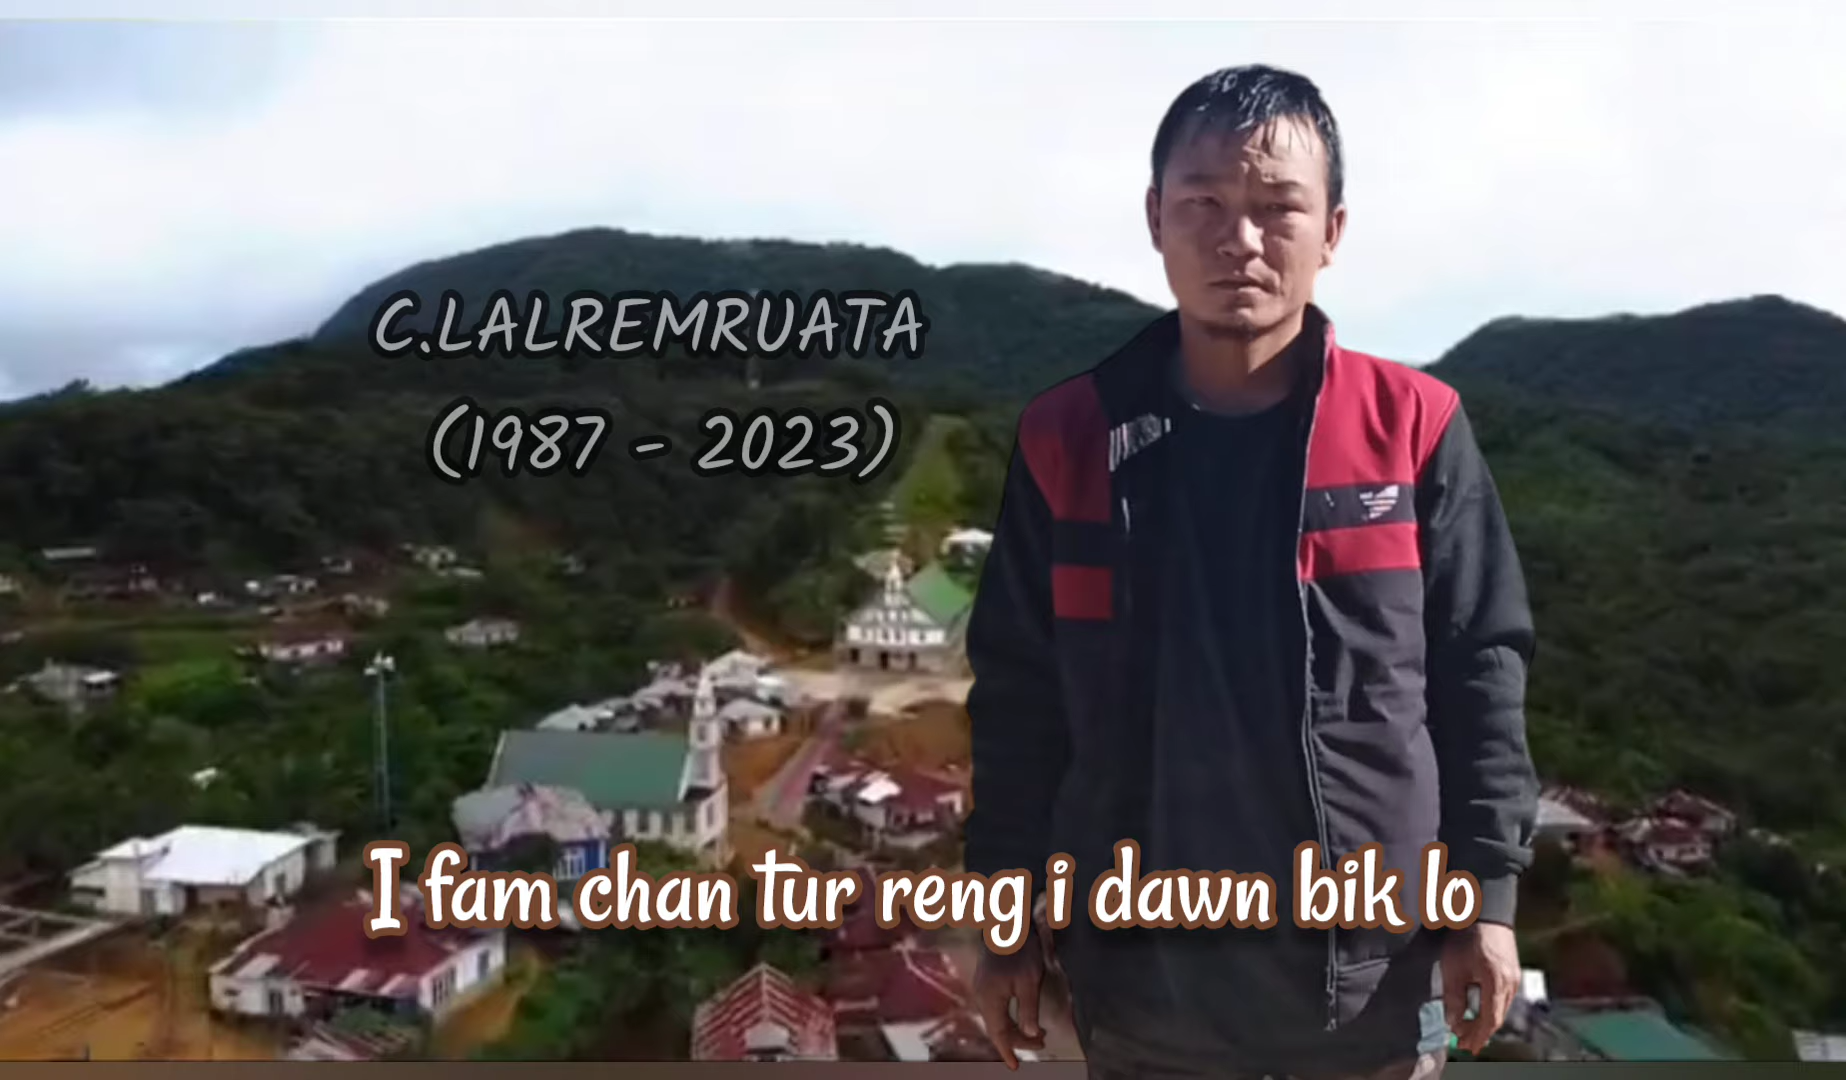 C.LALREMRUATA
(1987 - 2023)
I fam chan tur reng i dawn bik lo